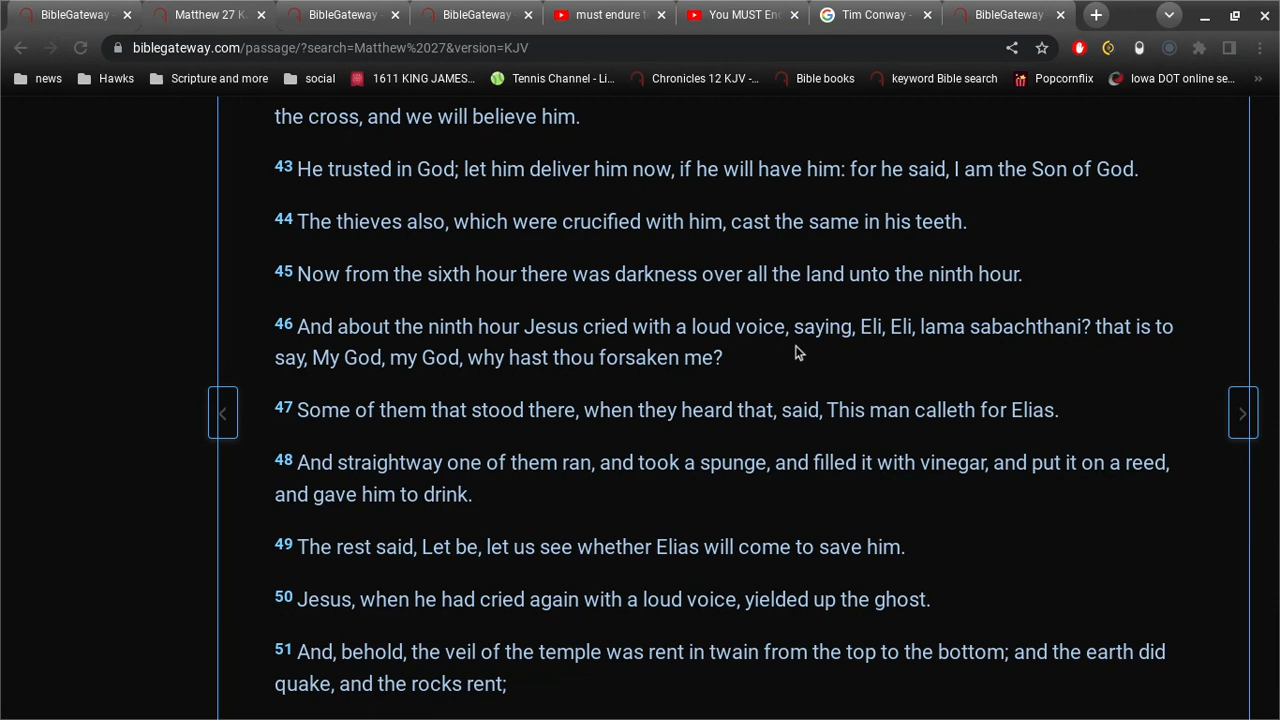 BibleGateway
Matthew 27 K
BibleGateway -
BibleGateway -
must endure t
You MUST En
Tim Conway -
BibleGateway
biblegateway.com/passage/?search=Matthew%2027&version=KJV
news
Hawks
Scripture and more
social
1611 KING JAMES...
Tennis Channel - Li...
Chronicles 12 KJV -...
Bible books
keyword Bible search
Popcornflix
Iowa DOT online se...
the cross, and we will believe him.
43 He trusted in God; let him deliver him now, if he will have him: for he said, I am the Son of God.
44 The thieves also, which were crucified with him, cast the same in his teeth.
45 Now from the sixth hour there was darkness over all the land unto the ninth hour.
46 And about the ninth hour Jesus cried with a loud voice, saying, Eli, Eli, lama sabachthani? that is to
say, My God, my God, why hast thou forsaken me?
47 Some of them that stood there, when they heard that, said, This man calleth for Elias.
48 And straightway one of them ran, and took a spunge, and filled it with vinegar, and put it on a reed,
and gave him to drink.
49 The rest said, Let be, let us see whether Elias will come to save him.
50 Jesus, when he had cried again with a loud voice, yielded up the ghost.
51 And, behold, the veil of the temple was rent in twain from the top to the bottom; and the earth did
quake, and the rocks rent;